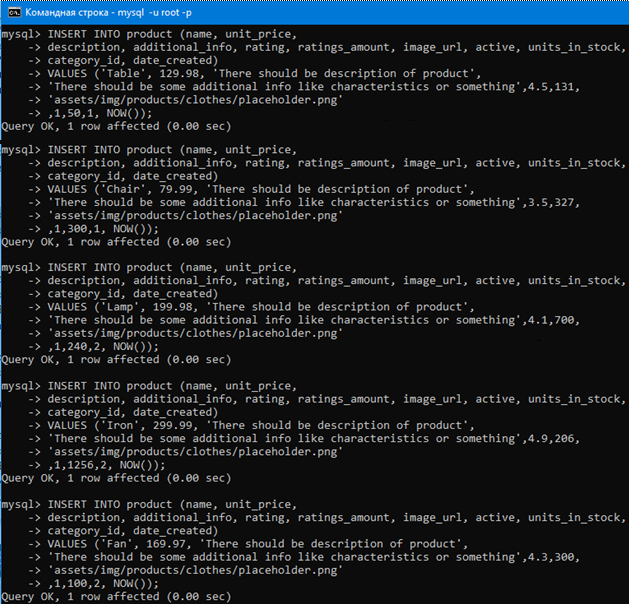 Командная строка - mysql -u root -p
mysql> INSERT INTO product (name, unit_price,
-> description, additional_info, rating, ratings_amount, image_url, active, units_in_stock,
-> category_id, date_created)
-> VALUES ('Table', 129.98, 'There should be description of product',
-> 'There should be some additional info like characteristics or something',4.5,131,
-> 'assets/img/products/clothes/placeholder.png'
-> ,1,50,1, NOW());
Query OK, 1 row affected (0.00 sec)
mysql> INSERT INTO product (name, unit_price,
-> description, additional_info, rating, ratings_amount, image_url, active, units_in_stock,
-> category_id, date_created)
-> VALUES ('Chair', 79.99, 'There should be description of product',
-> 'There should be some additional info like characteristics or something',3.5,327,
-> 'assets/img/products/clothes/placeholder.png'
-> ,1,300,1, NOW());
Query OK, 1 row affected (0.00 sec)
mysql> INSERT INTO product (name, unit_price,
-> description, additional_info, rating, ratings_amount, image_url, active, units_in_stock,
-> category_id, date_created)
-> VALUES ('Lamp', 199.98, 'There should be description of product',
-> 'There should be some additional info like characteristics or something',4.1,700,
-> 'assets/img/products/clothes/placeholder.png'
-> ,1,240,2, NOW());
Query OK, 1 row affected (0.00 sec)
mysql> INSERT INTO product (name, unit_price,
-> description, additional_info, rating, ratings_amount, image_url, active, units_in_stock,
-> category_id, date_created)
-> VALUES ('Iron', 299.99, 'There should be description of product',
-> 'There should be some additional info like characteristics or something',4.9,206,
-> 'assets/img/products/clothes/placeholder.png'
-> ,1,1256,2, NOW());
Query OK, 1 row affected (0.00 sec)
mysql> INSERT INTO product (name, unit_price,
-> description, additional_info, rating, ratings_amount, image_url, active, units_in_stock,
-> category_id, date_created)
-> VALUES ('Fan', 169.97, 'There should be description of product',
-> 'There should be some additional info like characteristics or something',4.3,300,
-> 'assets/img/products/clothes/placeholder.png'
-> ,1,100,2, NOW());
Query OK, 1 row affected (0.00 sec)